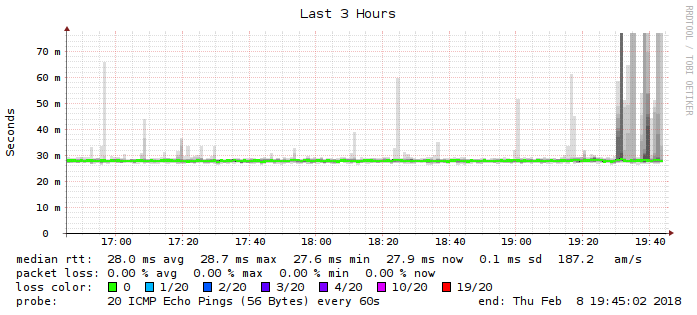 Last 3 Hours
RRDTOOL / TOBI OETIKER
Seconds
70 m
60 m
50 m
40 m
30 m
20 m
10 m
0
17:00 17:20 17:40 18:00 18:20 18:40 19:00 19:20 19:40
median rtt: 28.0 ms avg 28.7 ms max 27.6 ms min 27.9 ms now 0.1 ms sd 187.2 am/s
packet loss: 0.00 % avg 0.00 % max 0.00 % min 0.00 % now
loss color: 0 1/20 2/20 3/20 4/20 10/20 19/20
probe: 20 ICMP Echo Pings (56 Bytes) every 60s end: Thu Feb 8 19:45:02 2018